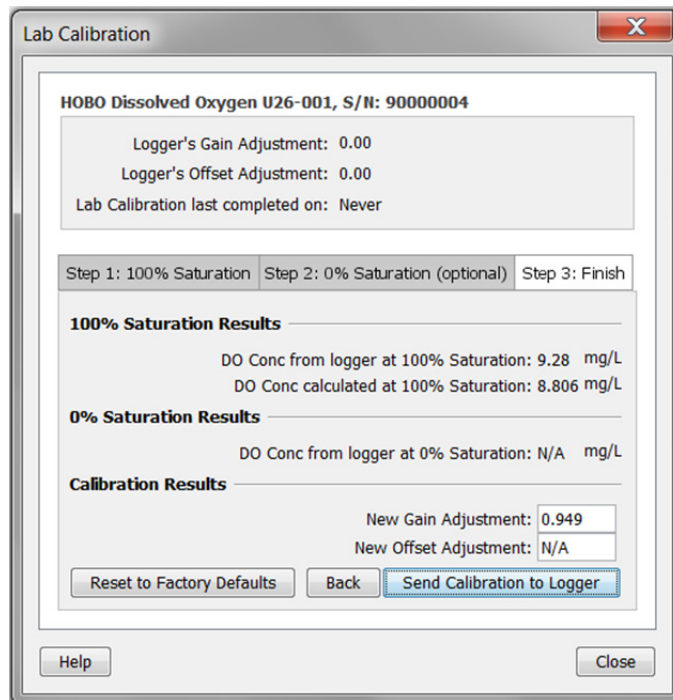 Lab Calibration
HOBO Dissolved Oxygen U26-001, S/N: 90000004
Logger's Gain Adjustment: 0.00
Logger's Offset Adjustment: 0.00
Lab Calibration last completed on: Never
Step 1: 100% Saturation Step 2: 0% Saturation (optional) Step 3: Finish
100% Saturation Results
DO Conc from logger at 100% Saturation: 9.28 mg/L
DO Conc calculated at 100% Saturation: 8.806 mg/L
0% Saturation Results
DO Conc from logger at 0% Saturation: N/A mg/L
Calibration Results
New Gain Adjustment: 0.949
New Offset Adjustment: N/A
Reset to Factory Defaults Back Send Calibration to Logger
Help Close